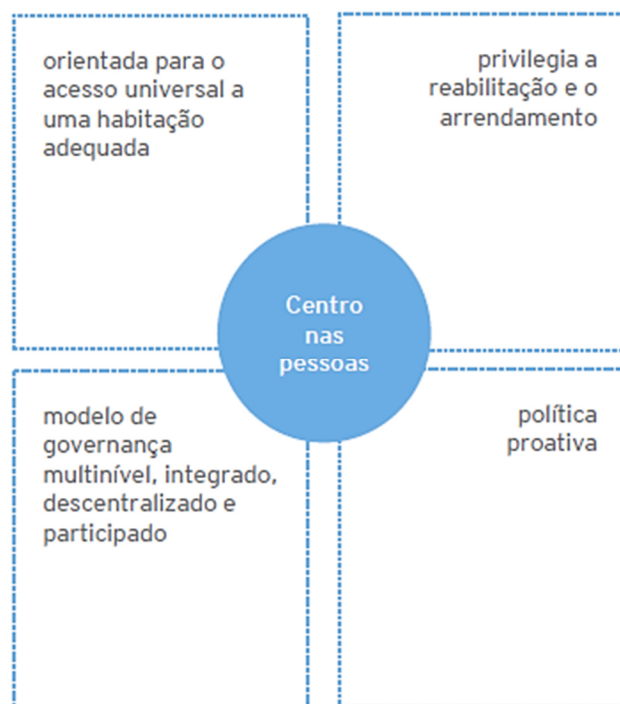 orientada para o
acesso universal a
uma habitação
adequada
privilegia a
reabilitação e o
arrendamento
Centro
nas
pessoas
modelo de
governança
multinível, integrado,
descentralizado e
participado
política
proativa